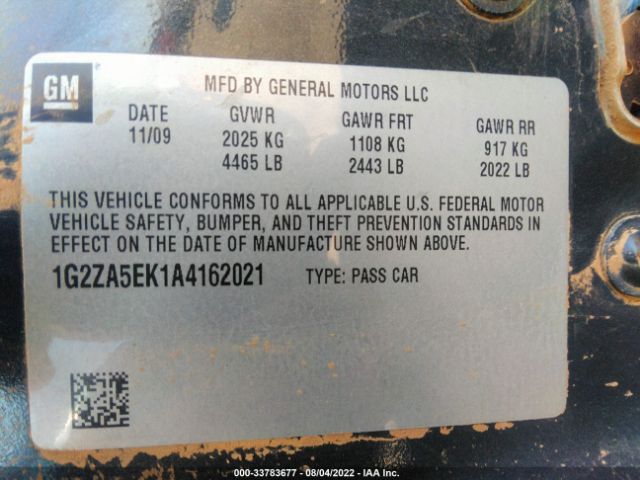 GM
MFD BY GENERAL MOTORS LLC
DATE GVWR GAWR FRT GAWR RR
11/09 2025 KG 1108 KG 917 KG
4465 LB 2443 LB 2022 LB
THIS VEHICLE CONFORMS TO ALL APPLICABLE U.S. FEDERAL MOTOR
VEHICLE SAFETY, BUMPER, AND THEFT PREVENTION STANDARDS IN
EFFECT ON THE DATE OF MANUFACTURE SHOWN ABOVE.
1G2ZA5EK1A4162021 TYPE: PASS CAR
000-33783677 - 08/04/2022 - IAA Inc.